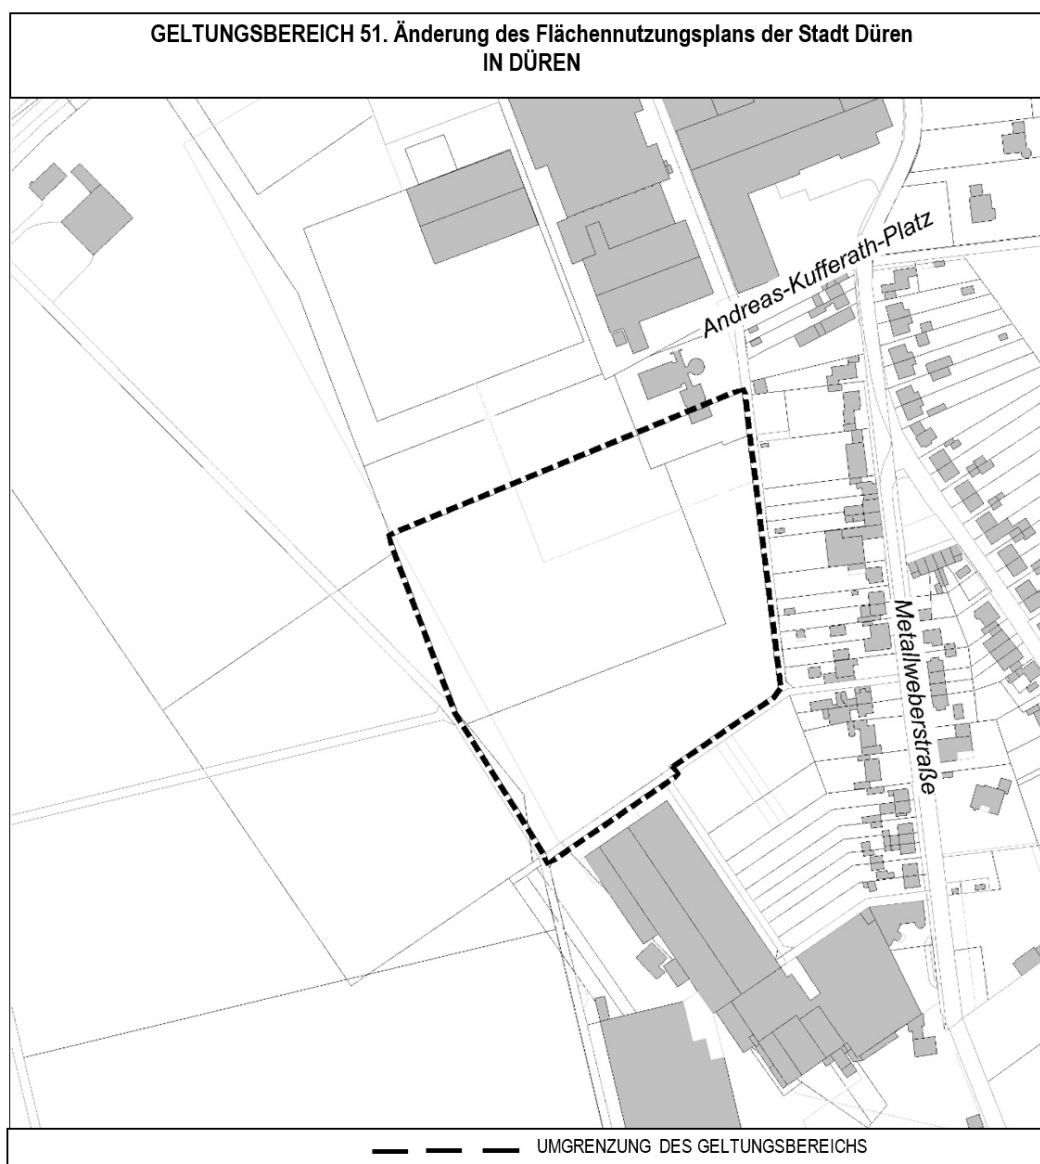 GELTUNGSBEREICH 51. Änderung des Flächennutzungsplans der Stadt Düren
IN DÜREN
Andreas-Kufferath-Platz
Metallweberstraße
UMGRENZUNG DES GELTUNGSBEREICHS